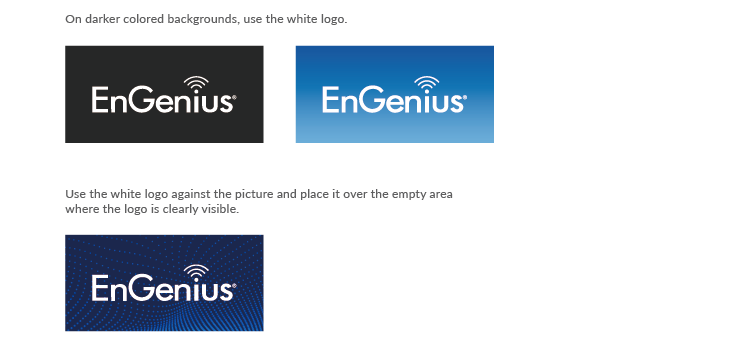 On darker colored backgrounds, use the white logo.
EnGenius®
EnGenius®
Use the white logo against the picture and place it over the empty area
where the logo is clearly visible.
EnGenius®